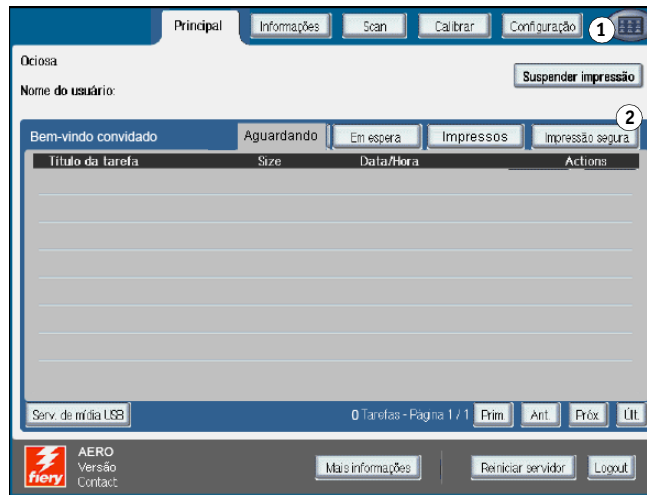 Principal Informações Scan Calibrar Configuração 1
Ociosa
Suspender impressão
Nome do usuário:
2
Bem-vindo convidado Aguardando Em espera Impressos Impressão segura
Título da tarefa Size Data/Hora Actions
Serv. de mídia USB 0 Tarefas - Página 1 / 1 Prim. Ant. Próx. Últ.
AERO
Versão
Contact
fiery
Mais informações Reiniciar servidor Logout